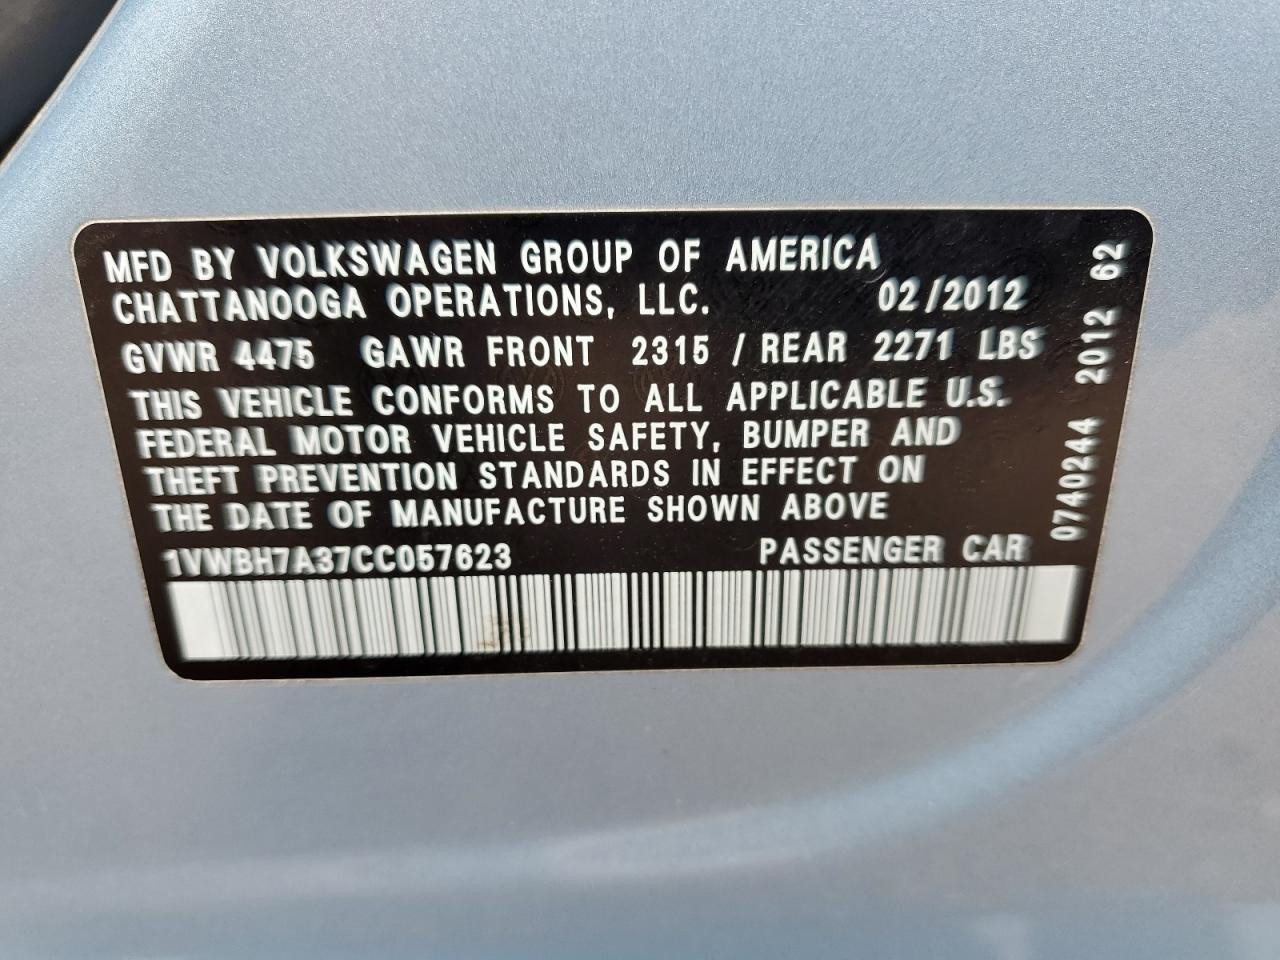 MFD BY VOLKSWAGEN GROUP OF AMERICA
CHATTANOOGA OPERATIONS, LLC. 02/2012
GVWR 4475 GAWR FRONT 2315 / REAR 2271 LBS
THIS VEHICLE CONFORMS TO ALL APPLICABLE U.S.
FEDERAL MOTOR VEHICLE SAFETY, BUMPER AND
THEFT PREVENTION STANDARDS IN EFFECT ON
THE DATE OF MANUFACTURE SHOWN ABOVE
1VWBH7A37CC057623 PASSENGER CAR
0740244 2012 62